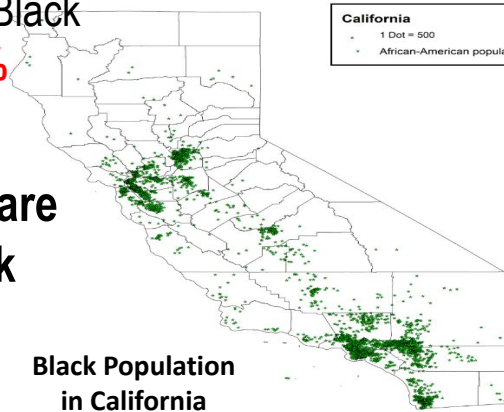 Black
%
are
k
California
1 Dot = 500
African-American popula
Black Population
in California